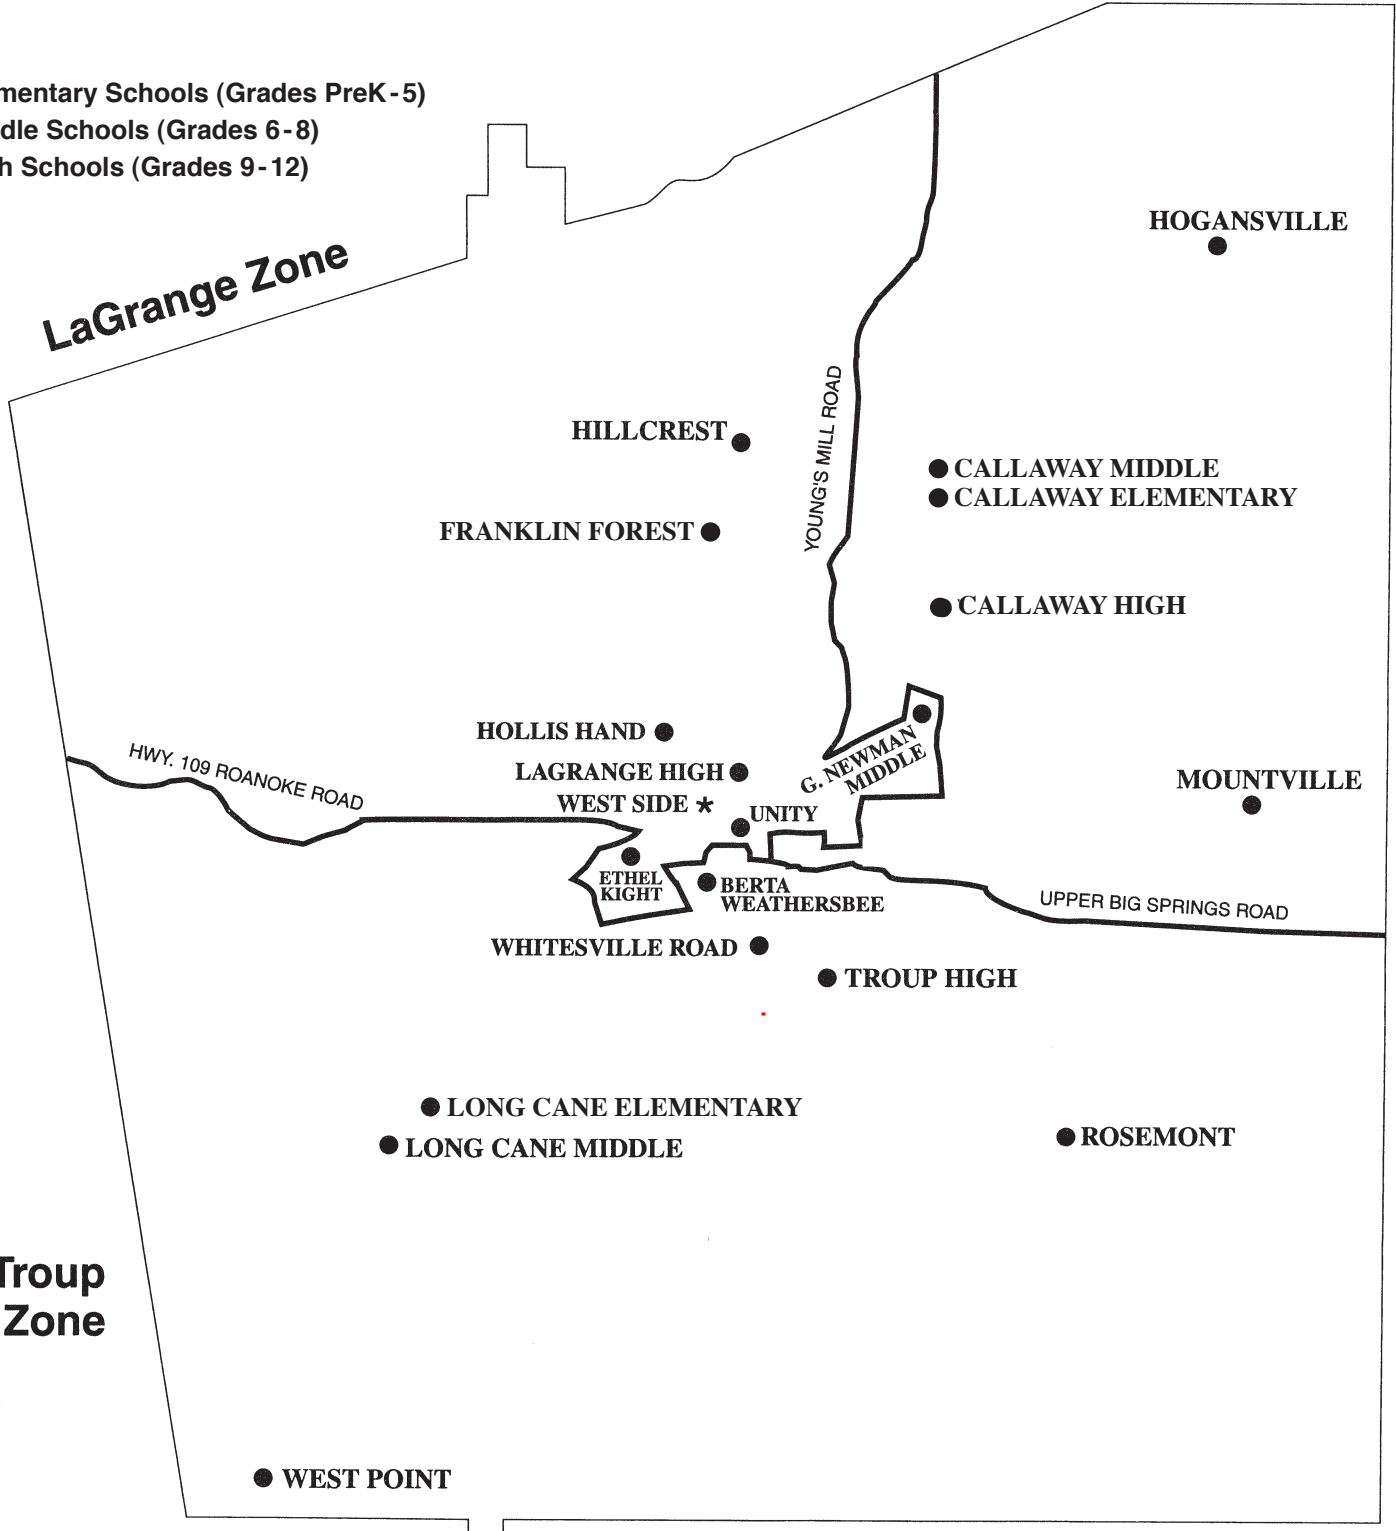 mentary Schools (Grades PreK-5)
dle Schools (Grades 6-8)
h Schools (Grades 9-12)
LaGrange Zone
HOGANSVILLE
YOUNG'S MILL ROAD
HILLCREST
CALLAWAY MIDDLE
CALLAWAY ELEMENTARY
FRANKLIN FOREST
CALLAWAY HIGH
HOLLIS HAND
G. NEWMAN
MIDDLE
HWY. 109 ROANOKE ROAD
LAGRANGE HIGH
MOUNTVILLE
WEST SIDE *
UNITY
ETHEL
KIGHT
BERTA
WEATHERSBEE
UPPER BIG SPRINGS ROAD
WHITESVILLE ROAD
TROUP HIGH
LONG CANE ELEMENTARY
LONG CANE MIDDLE
ROSEMONT
Troup
Zone
WEST POINT